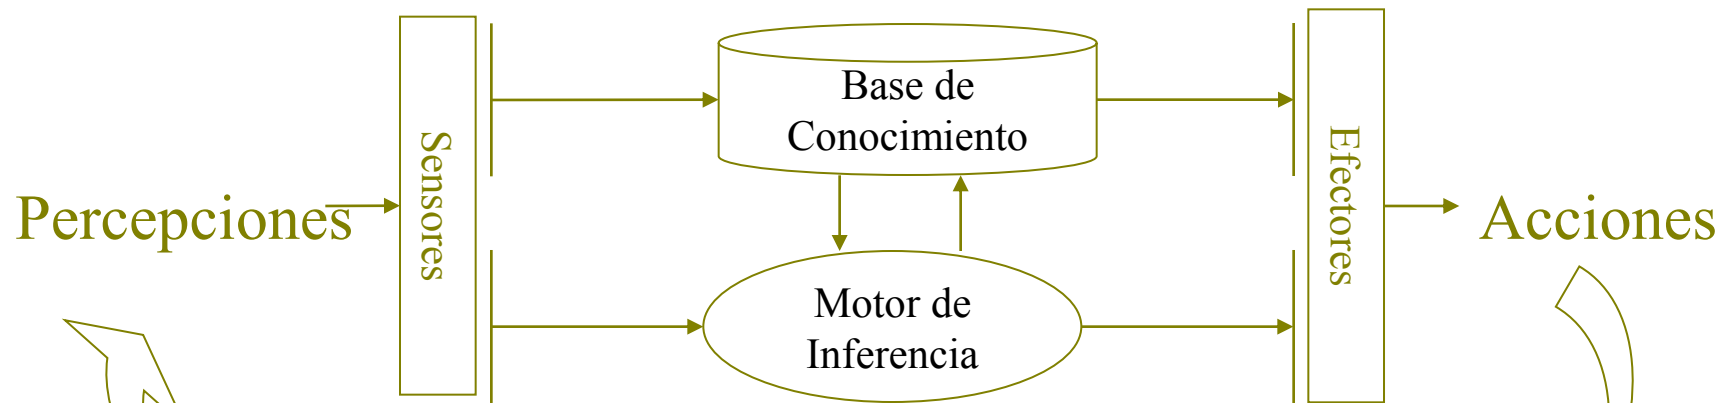 Percepciones
Sensores
Base de
Conocimiento
Motor de
Inferencia
Efectores
Acciones